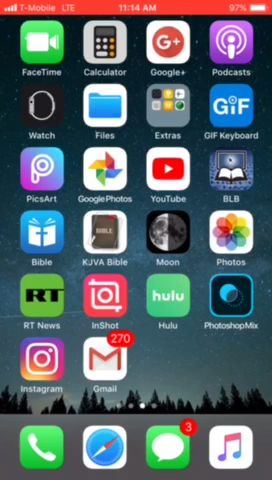 T-Mobile LTE 11:14 AM 97%
FaceTime Calculator Google+ Podcasts
Watch Files Extras GIF Keyboard
PicsArt Google Photos YouTube BLB
Bible KJVA Bible Moon Photos
RT News InShot Hulu PhotoshopMix
Instagram Gmail
G+
GIF
BIBLE
RT
hulu
270
3